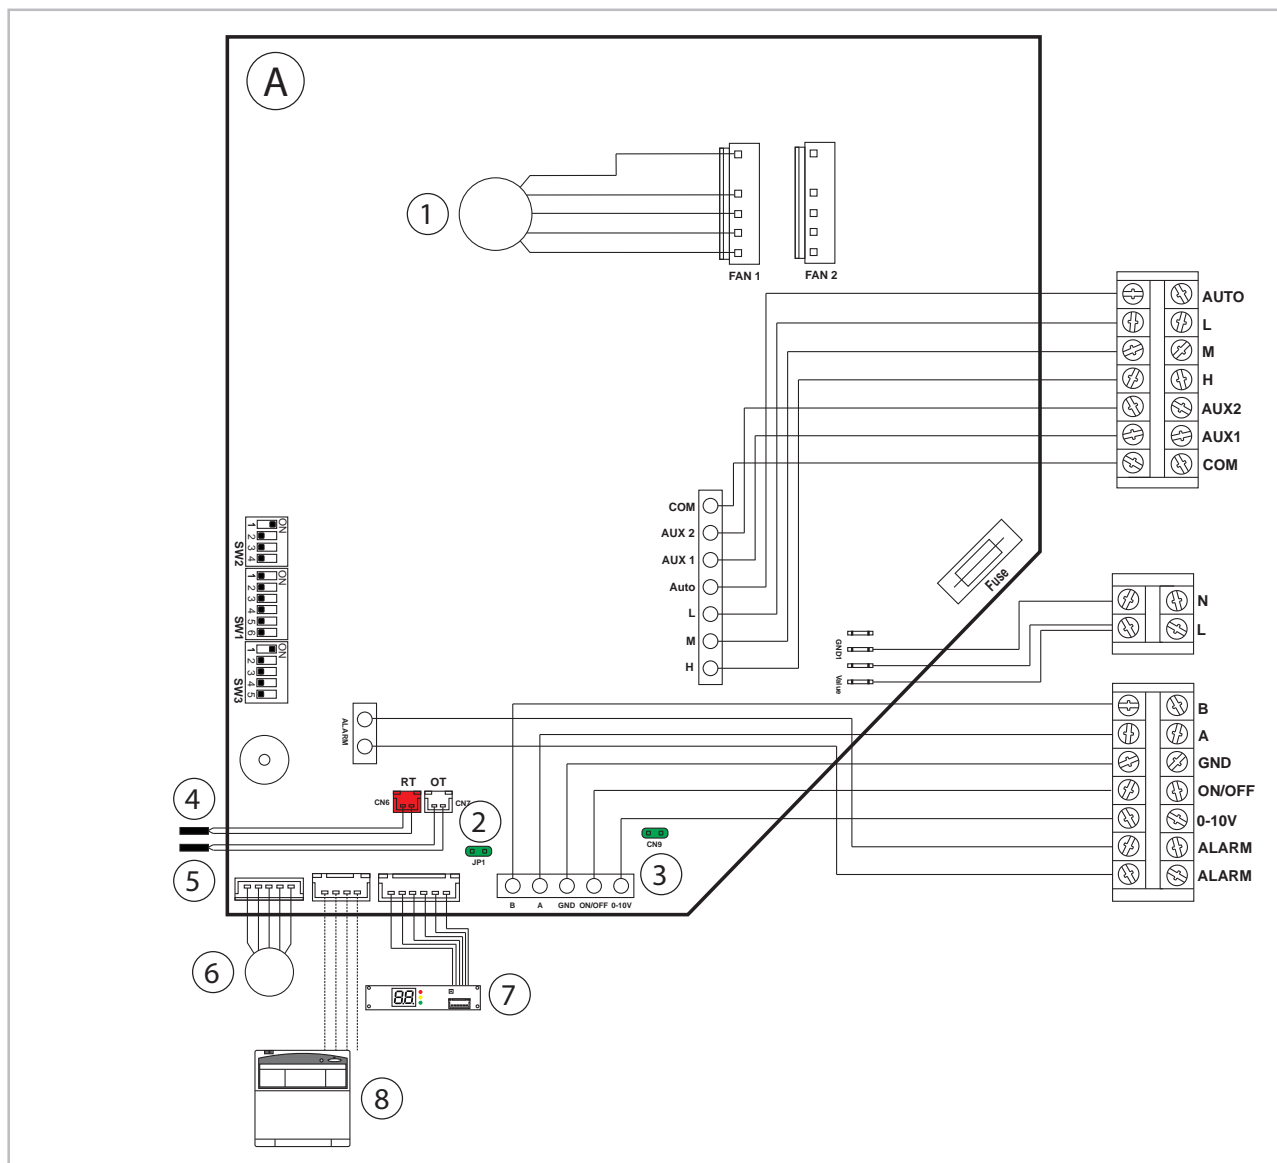 A
1
FAN 1
FAN 2
AUTO
L
M
H
AUX2
AUX1
COM
COM
AUX 2
AUX 1
Auto
L
M
H
Fuse
ON
1
2
3
4
SW2
ON
1
2
3
4
5
6
SW1
ON
1
2
3
4
5
SW3
N
L
GND1
Value
ALARM
B
A
GND
ON/OFF
0-10V
ALARM
ALARM
RT
OT
CN6
CN7
4
2
JP1
CN9
3
5
B
A
GND
ON/OFF
0-10V
6
88
7
8